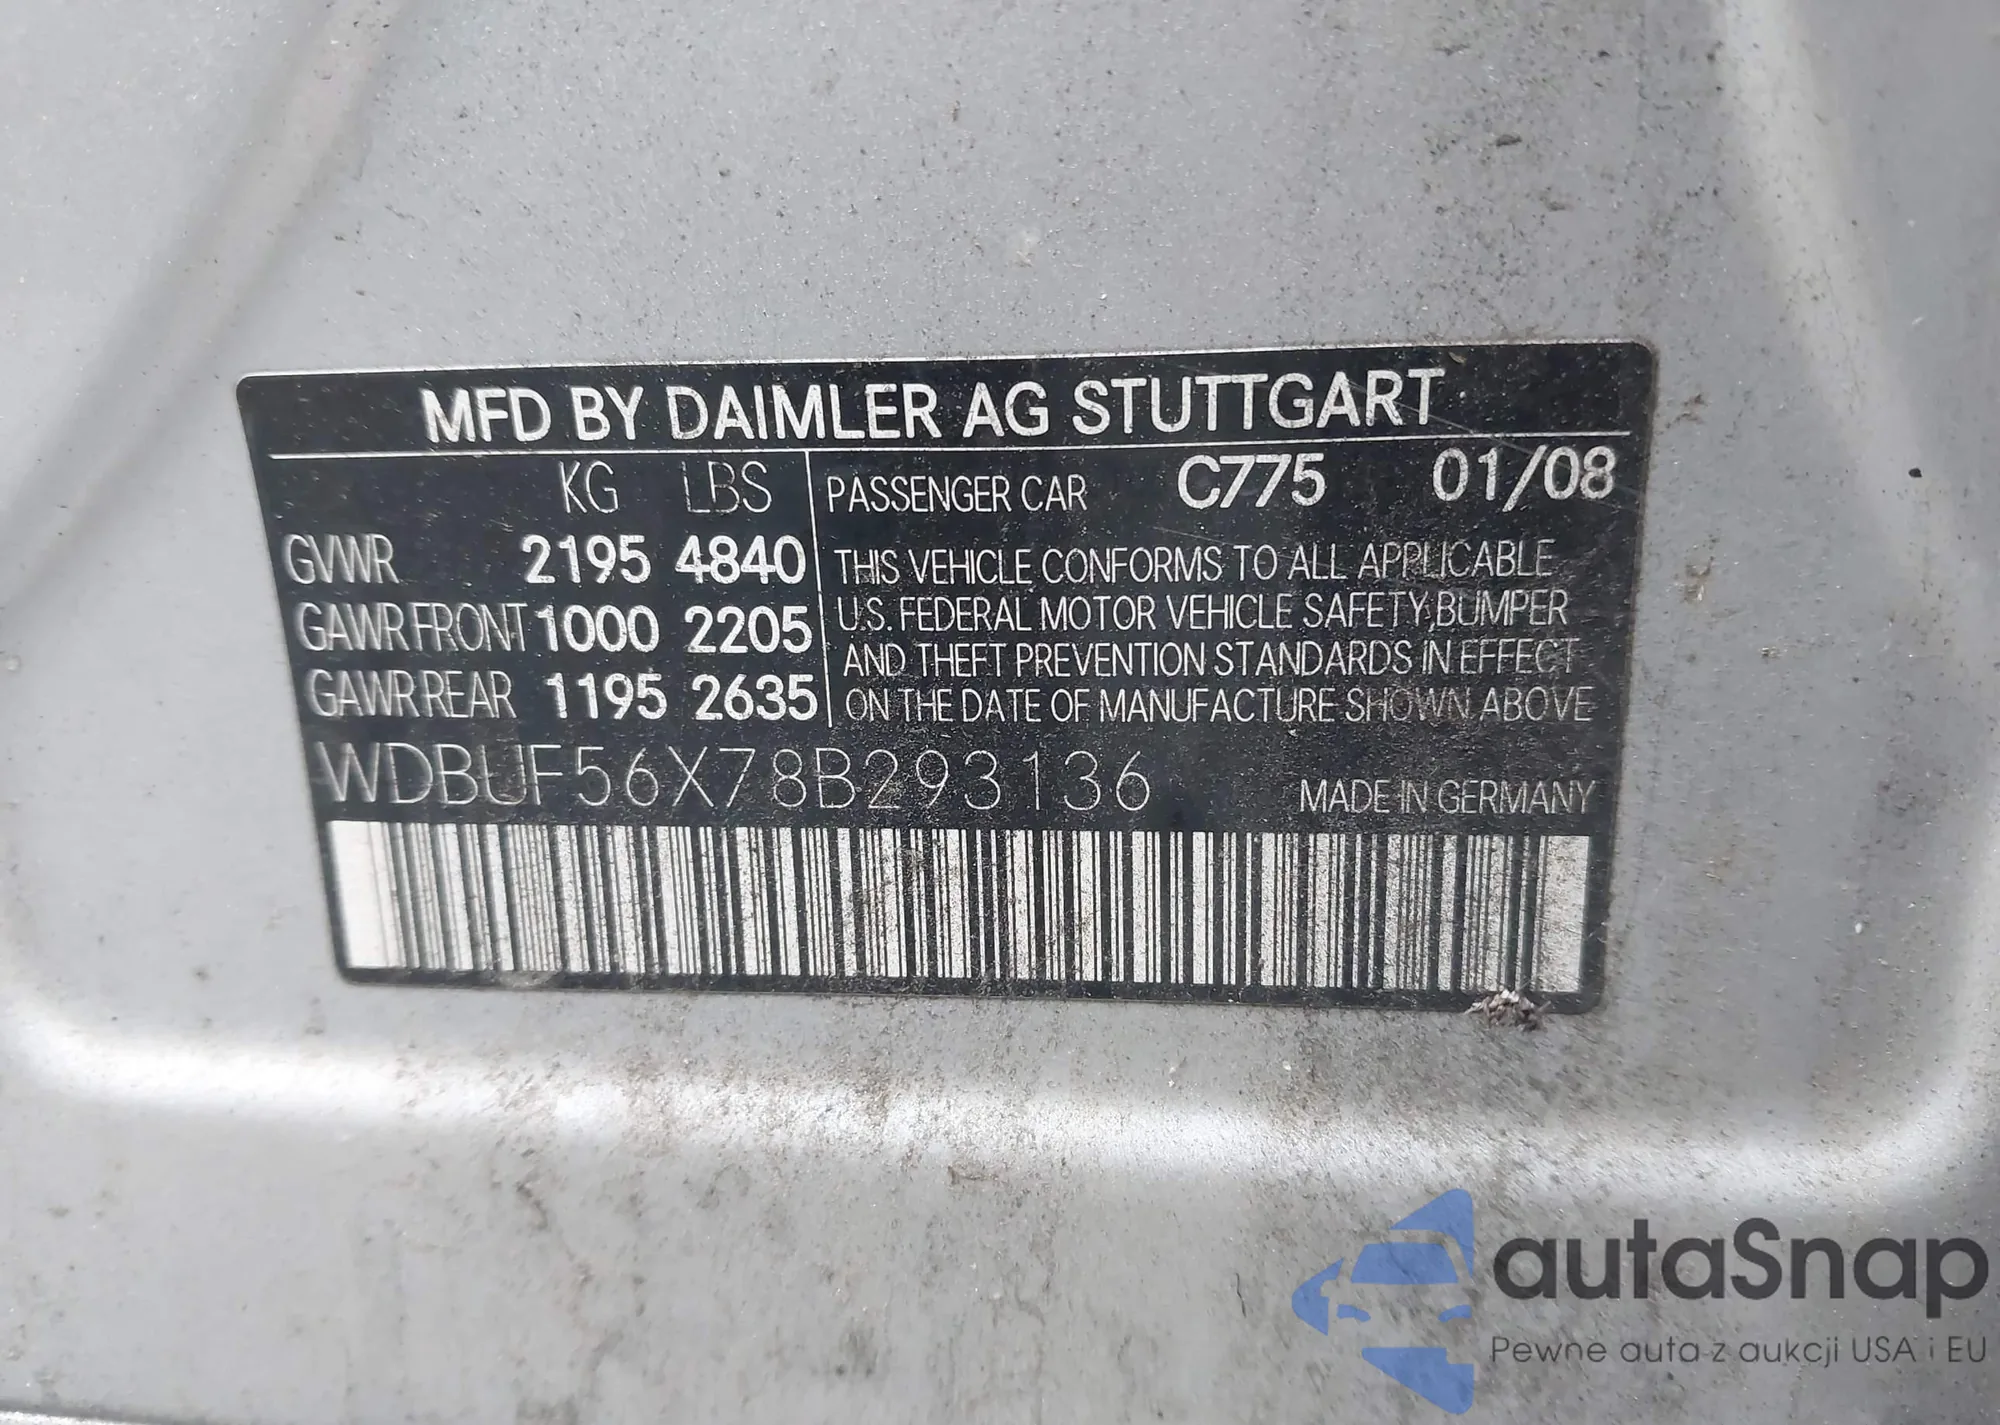 MFD BY DAIMLER AG STUTTGART
KG LBS
GVWR 2195 4840
GAWR FRONT 1000 2205
GAWR REAR 1195 2635
PASSENGER CAR C775 01/08
THIS VEHICLE CONFORMS TO ALL APPLICABLE
U.S. FEDERAL MOTOR VEHICLE SAFETY, BUMPER
AND THEFT PREVENTION STANDARDS IN EFFECT
ON THE DATE OF MANUFACTURE SHOWN ABOVE
WDBUF56X78B293136
MADE IN GERMANY
autaSnap
Pewne auta z aukcji USA i EU